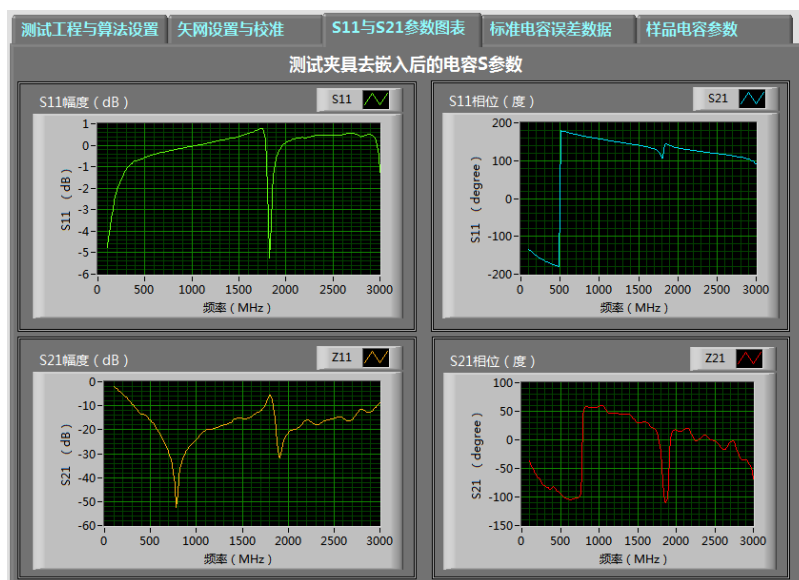 测试工程与算法设置 矢网设置与校准 S11与S21参数图表 标准电容误差数据 样品电容参数
测试夹具去嵌入后的电容S参数
S11幅度（dB） S11
1
0
-1
-2
-3
-4
-5
-6
S11 （dB）
0 500 1000 1500 2000 2500 3000
频率（MHz）
S11相位（度） S21
200
100
0
-100
-200
S11 （degree）
0 500 1000 1500 2000 2500 3000
频率（MHz）
S21幅度（dB） Z11
0
-10
-20
-30
-40
-50
-60
S21 （dB）
0 500 1000 1500 2000 2500 3000
频率（MHz）
S21相位（度） Z21
100
50
0
-50
-100
-150
S21 （degree）
0 500 1000 1500 2000 2500 3000
频率（MHz）